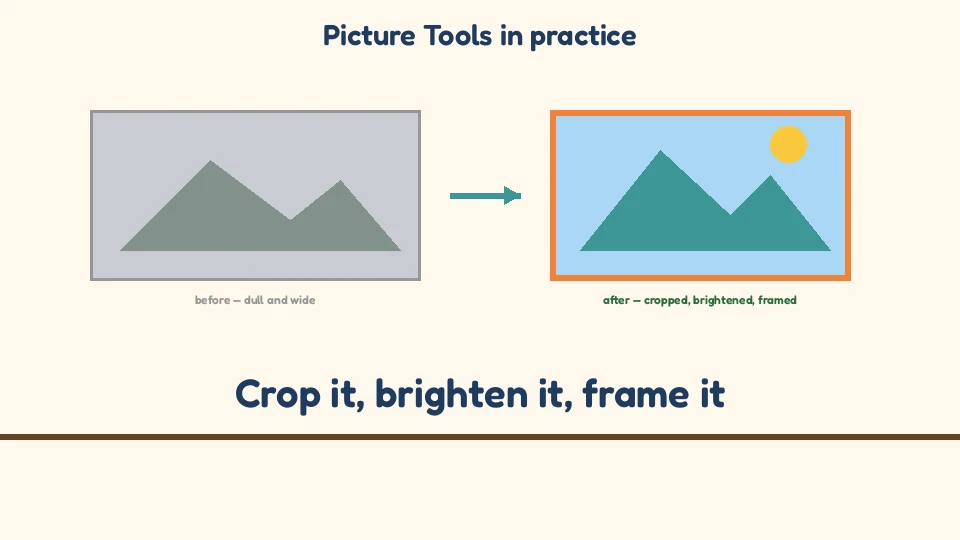 Picture Tools in practice
before — dull and wide
after — cropped, brightened, framed
Crop it, brighten it, frame it